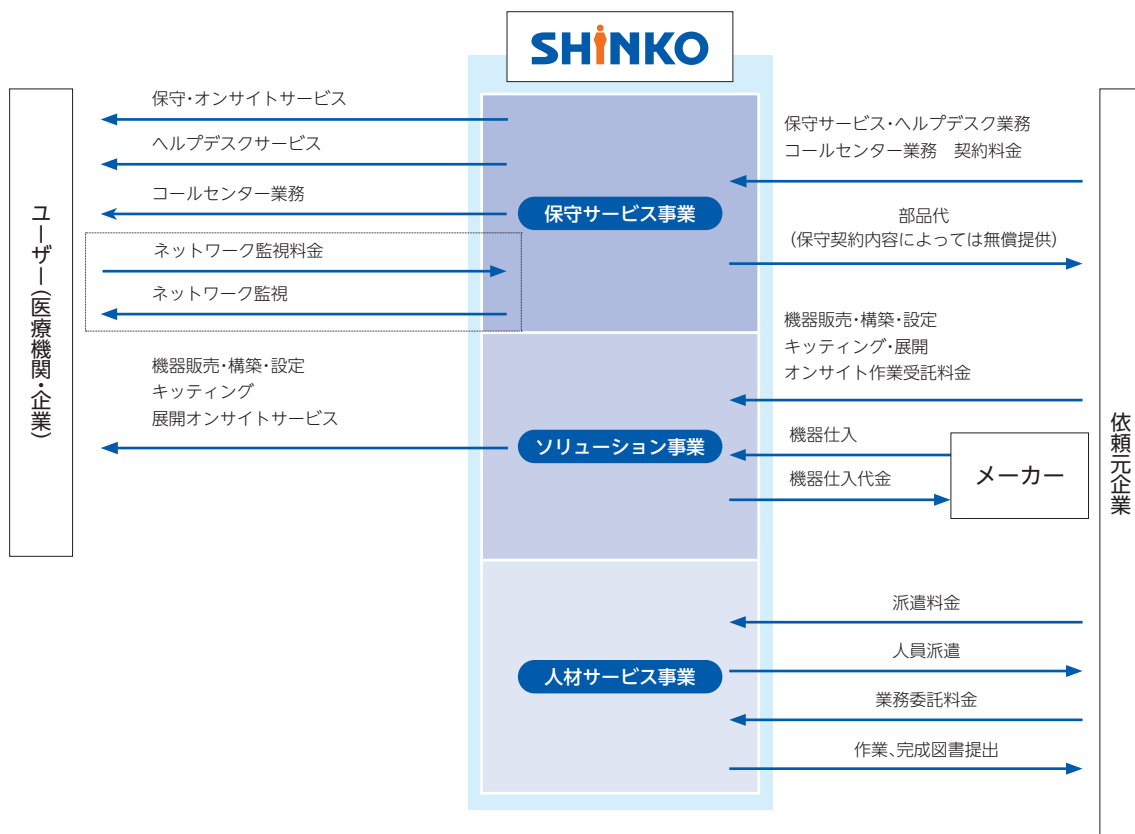 SHiNKO
ユーザー(医療機関・企業)
保守・オンサイトサービス
ヘルプデスクサービス
コールセンター業務
ネットワーク監視料金
ネットワーク監視
機器販売・構築・設定
キッティング
展開オンサイトサービス
保守サービス事業
ソリューション事業
人材サービス事業
保守サービス・ヘルプデスク業務
コールセンター業務　契約料金
部品代
(保守契約内容によっては無償提供)
機器販売・構築・設定
キッティング・展開
オンサイト作業受託料金
機器仕入
機器仕入代金
メーカー
派遣料金
人員派遣
業務委託料金
作業、完成図書提出
依頼元企業